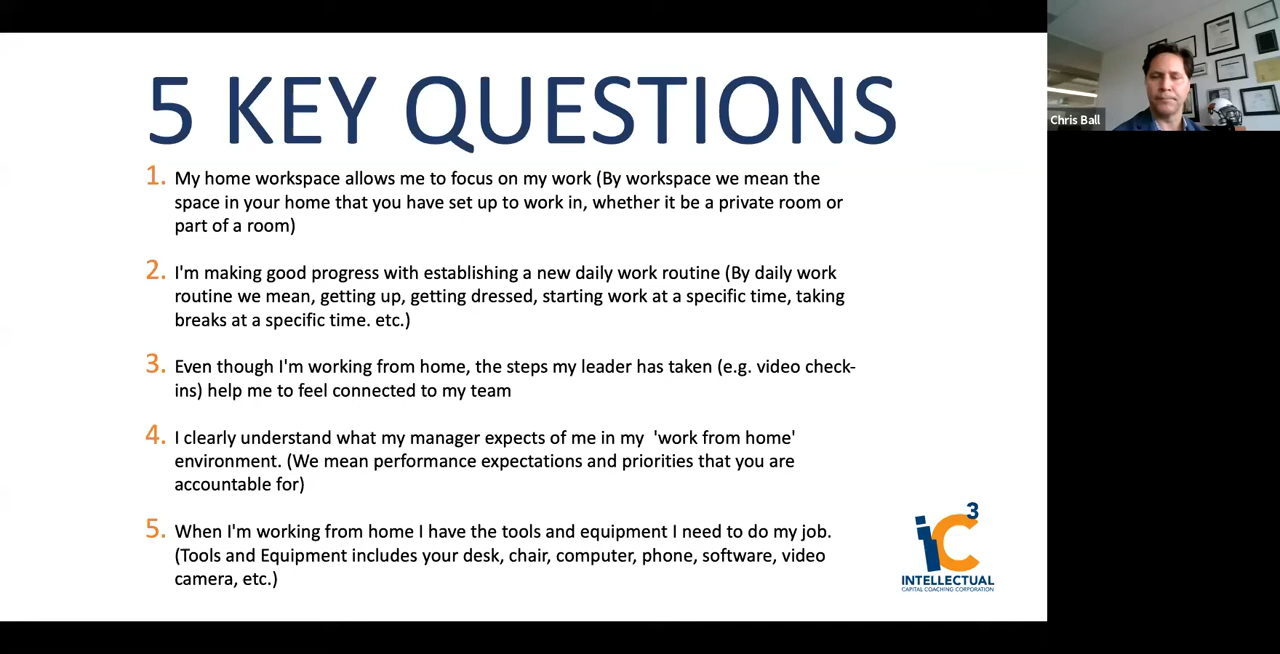 5 KEY QUESTIONS
1. My home workspace allows me to focus on my work (By workspace we mean the
space in your home that you have set up to work in, whether it be a private room or
part of a room)
2. I'm making good progress with establishing a new daily work routine (By daily work
routine we mean, getting up, getting dressed, starting work at a specific time, taking
breaks at a specific time. etc.)
3. Even though I'm working from home, the steps my leader has taken (e.g. video check-
ins) help me to feel connected to my team
4. I clearly understand what my manager expects of me in my 'work from home'
environment. (We mean performance expectations and priorities that you are
accountable for)
5. When I'm working from home I have the tools and equipment I need to do my job.
(Tools and Equipment includes your desk, chair, computer, phone, software, video
camera, etc.)
iC3
INTELLECTUAL
CAPITAL COACHING CORPORATION
Chris Ball